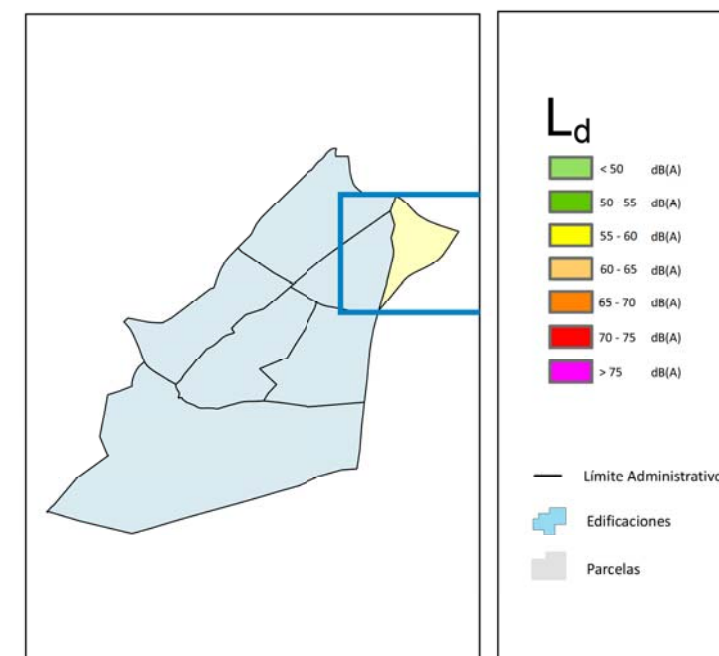 Ld
< 50 dB(A)
50 - 55 dB(A)
55 - 60 dB(A)
60 - 65 dB(A)
65 - 70 dB(A)
70 - 75 dB(A)
> 75 dB(A)
Límite Administrativo
Edificaciones
Parcelas